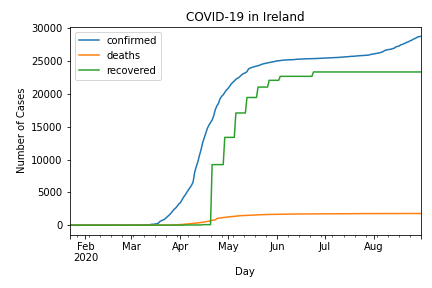 COVID-19 in Ireland
confirmed
deaths
recovered
Number of Cases
30000
25000
20000
15000
10000
5000
0
Feb Mar Apr May Jun Jul Aug
2020
Day